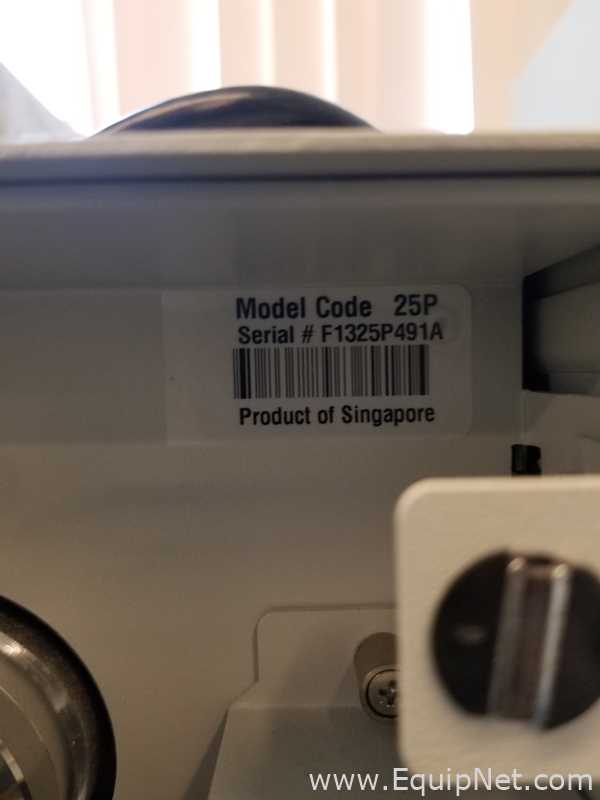 Model Code 25P
Serial # F1325P491A
Product of Singapore
www.EquipNet.com